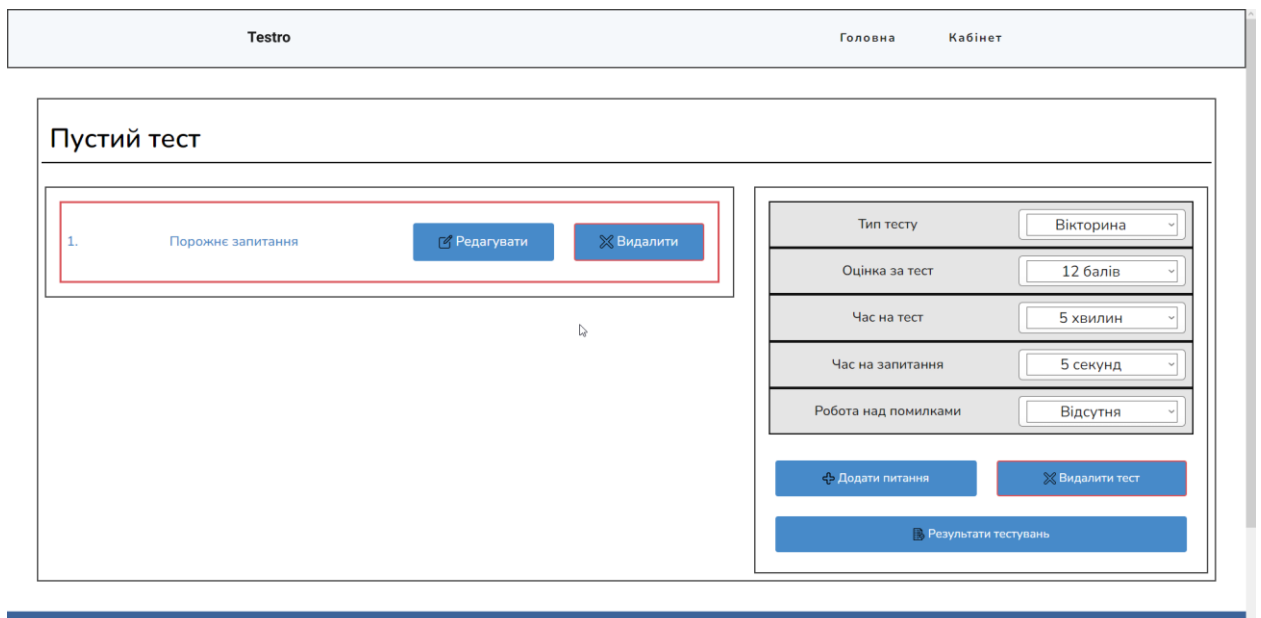 Testro
Головна
Кабінет
Пустий тест
1.
Порожнє запитання
Редагувати
Видалити
Тип тесту
Вікторина
Оцінка за тест
12 балів
Час на тест
5 хвилин
Час на запитання
5 секунд
Робота над помилками
Відсутня
Додати питання
Видалити тест
Результати тестувань